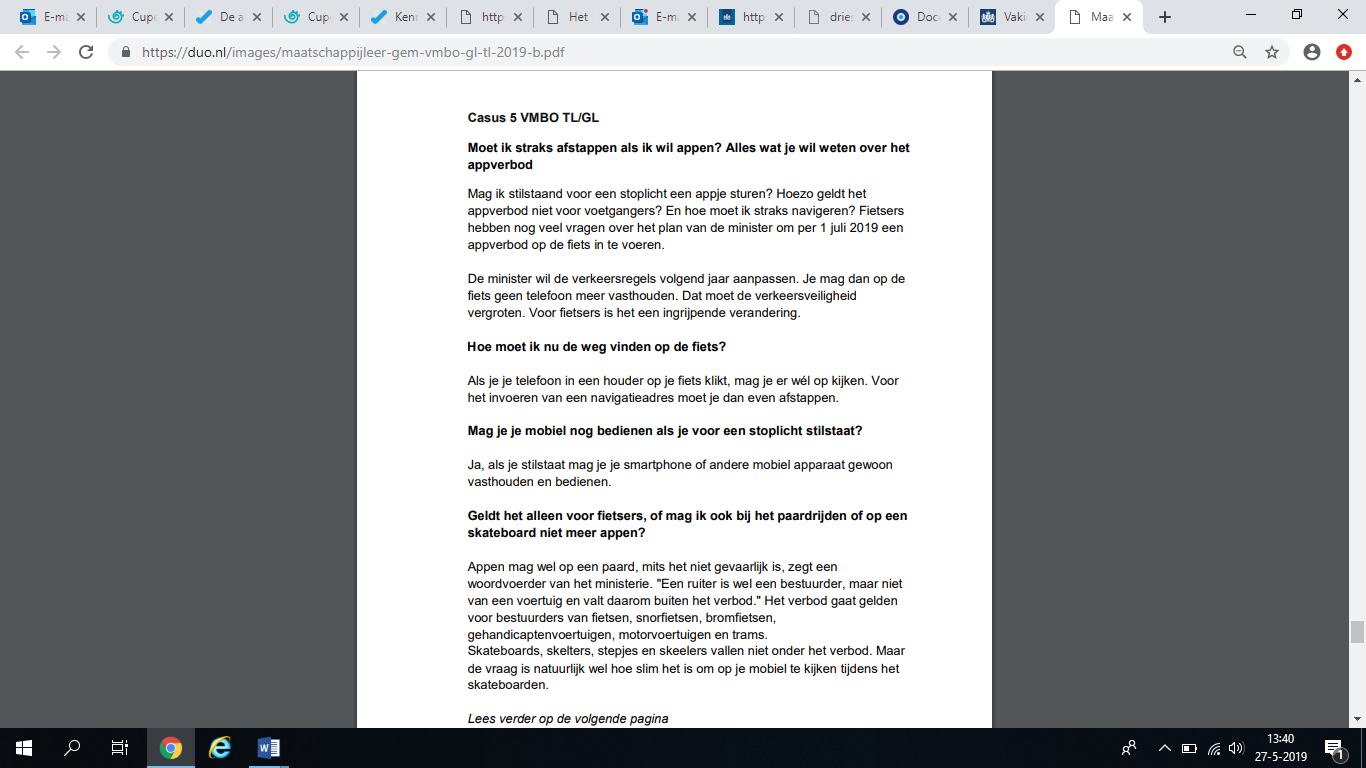 E-ma
Cupe
De a
Cupe
Kenn
http
Het
E-ma
http
dries
Docu
Vaki
Maa
https://duo.nl/images/maatschappijleer-gem-vmbo-gl-tl-2019-b.pdf
Casus 5 VMBO TL/GL
Moet ik straks afstappen als ik wil appen? Alles wat je wil weten over het
appverbod
Mag ik stilstaand voor een stoplicht een appje sturen? Hoezo geldt het
appverbod niet voor voetgangers? En hoe moet ik straks navigeren? Fietsers
hebben nog veel vragen over het plan van de minister om per 1 juli 2019 een
appverbod op de fiets in te voeren.
De minister wil de verkeersregels volgend jaar aanpassen. Je mag dan op de
fiets geen telefoon meer vasthouden. Dat moet de verkeersveiligheid
vergroten. Voor fietsers is het een ingrijpende verandering.
Hoe moet ik nu de weg vinden op de fiets?
Als je je telefoon in een houder op je fiets klikt, mag je er wél op kijken. Voor
het invoeren van een navigatieadres moet je dan even afstappen.
Mag je je mobiel nog bedienen als je voor een stoplicht stilstaat?
Ja, als je stilstaat mag je je smartphone of andere mobiel apparaat gewoon
vasthouden en bedienen.
Geldt het alleen voor fietsers, of mag ik ook bij het paardrijden of op een
skateboard niet meer appen?
Appen mag wel op een paard, mits het niet gevaarlijk is, zegt een
woordvoerder van het ministerie. "Een ruiter is wel een bestuurder, maar niet
van een voertuig en valt daarom buiten het verbod." Het verbod gaat gelden
voor bestuurders van fietsen, snorfietsen, bromfietsen,
gehandicaptenvoertuigen, motorvoertuigen en trams.
Skateboards, skelters, stepjes en skeelers vallen niet onder het verbod. Maar
de vraag is natuurlijk wel hoe slim het is om op je mobiel te kijken tijdens het
skateboarden.
Lees verder op de volgende pagina
13:40
27-5-2019
1